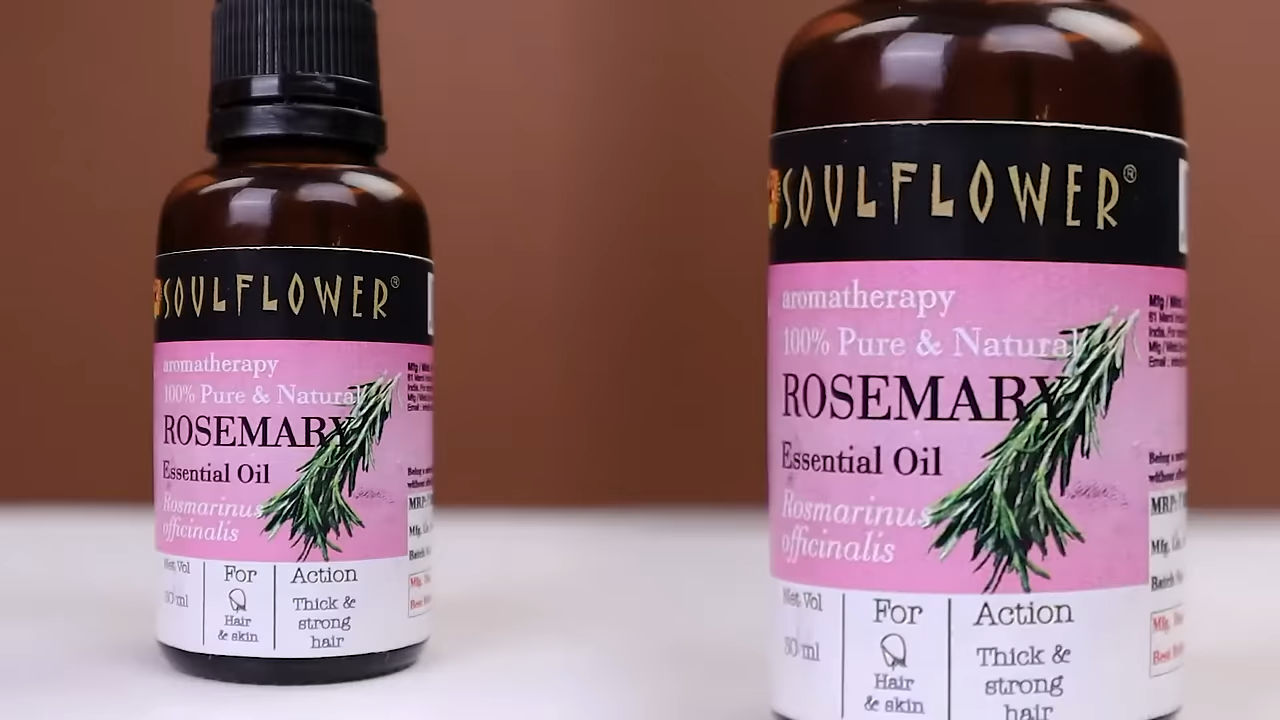 SOULFLOWER®
aromatherapy
100% Pure & Natural
ROSEMARY
Essential Oil
Rosmarinus
officinalis
Net Vol
30 ml
For
Hair
& skin
Action
Thick &
strong
hair
SOULFLOWER®
aromatherapy
100% Pure & Natural
ROSEMARY
Essential Oil
Rosmarinus
officinalis
Net Vol
30 ml
For
Hair
& skin
Action
Thick &
strong
hair